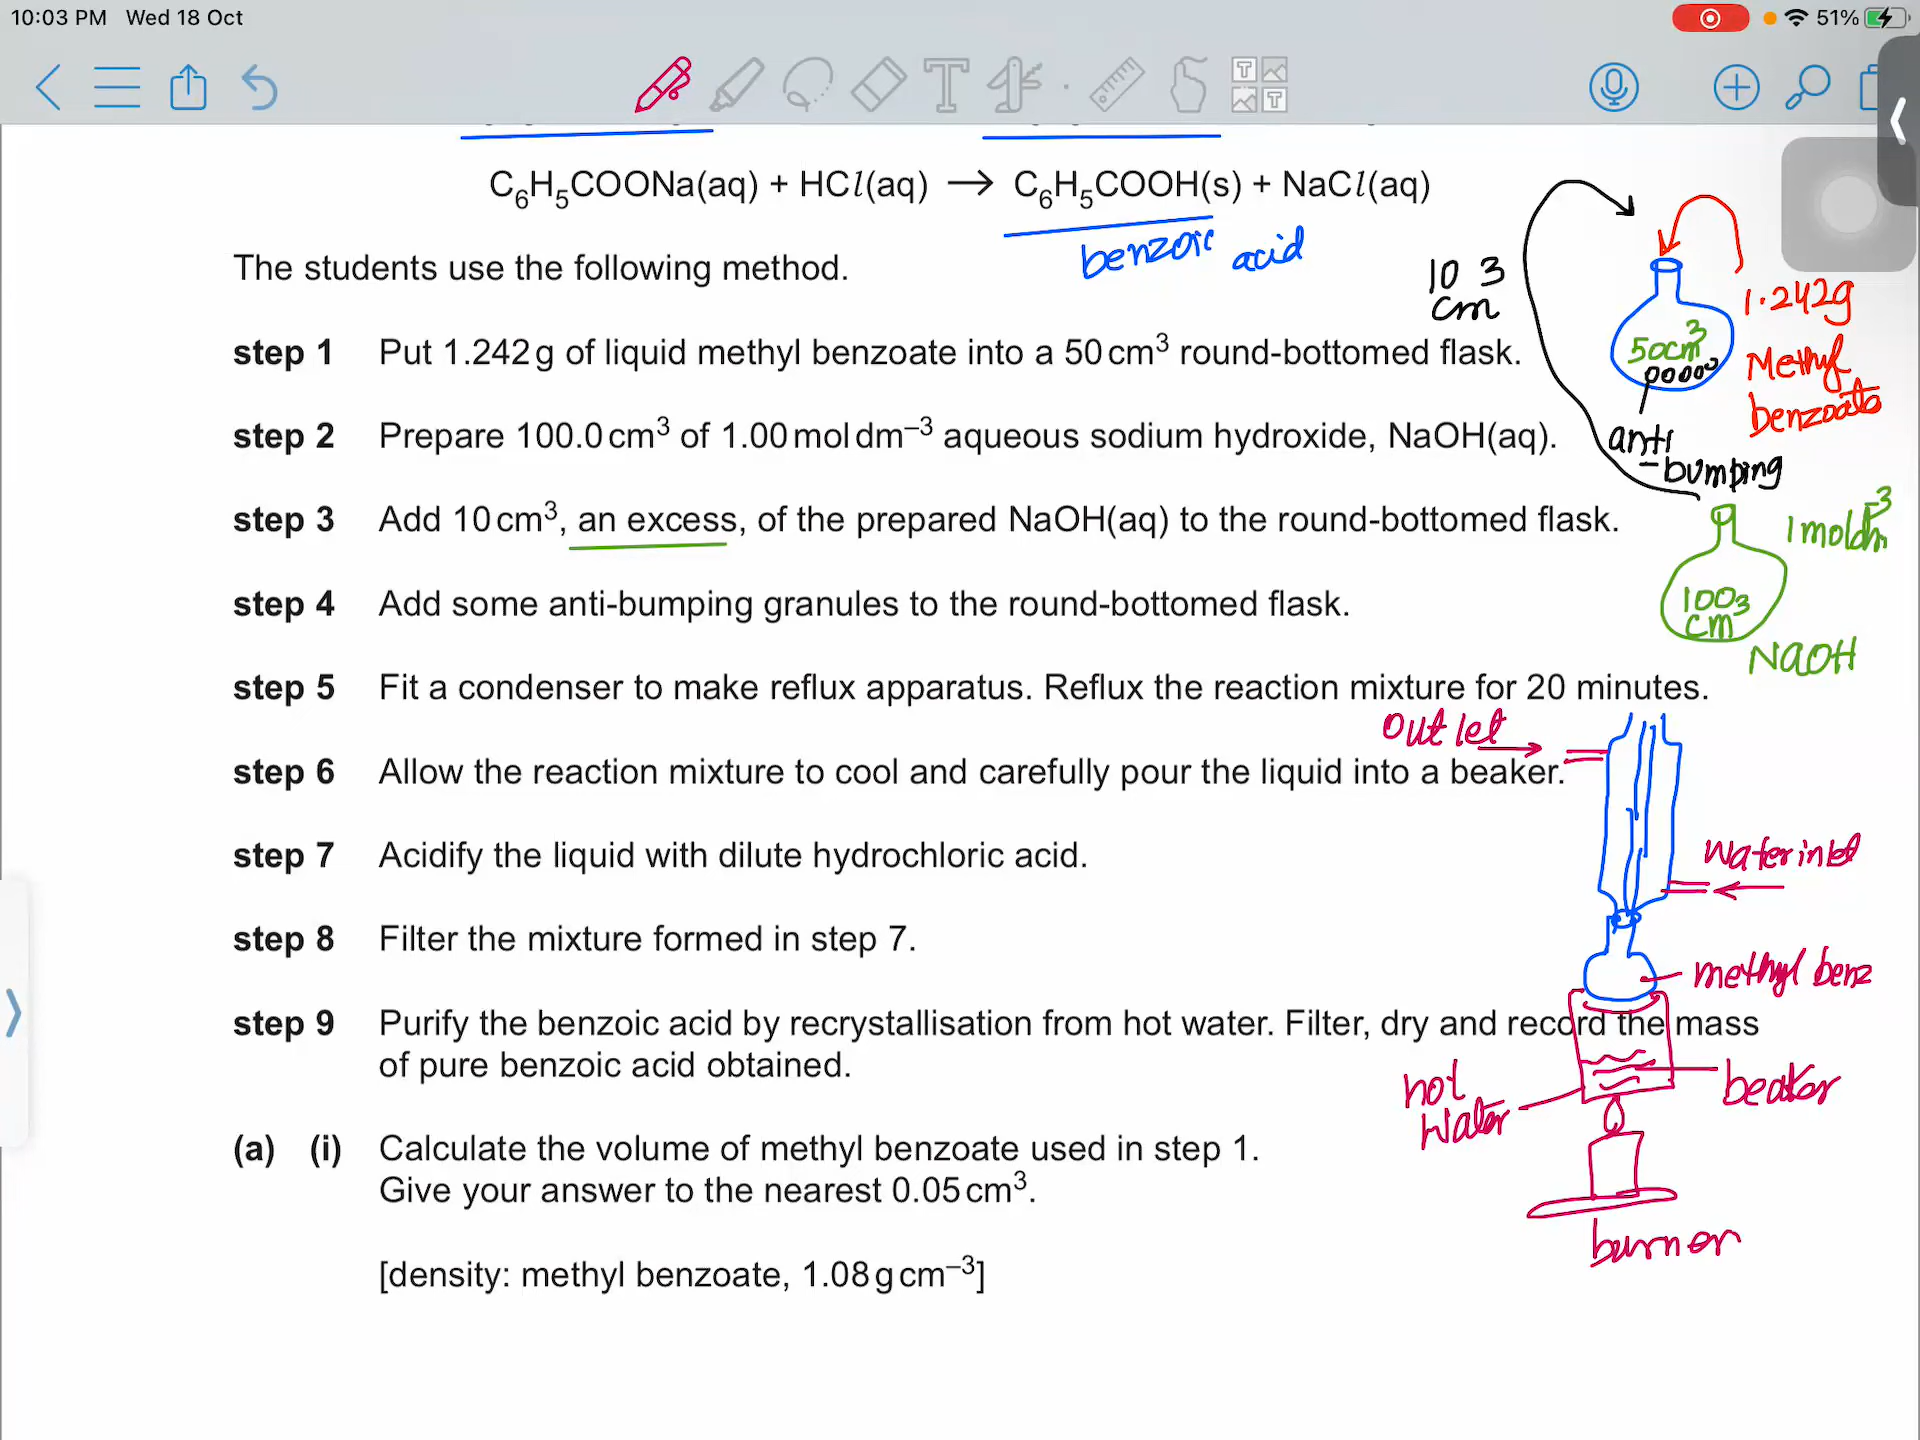 10:03 PM Wed 18 Oct
51%
C₆H₅COONa(aq) + HCl(aq) → C₆H₅COOH(s) + NaCl(aq)
benzoic acid
The students use the following method.
10 cm³
step 1 Put 1.242 g of liquid methyl benzoate into a 50 cm³ round-bottomed flask.
1.242g
50cm³
Methyl
benzoate
step 2 Prepare 100.0 cm³ of 1.00 mol dm⁻³ aqueous sodium hydroxide, NaOH(aq).
anti
-bumping
step 3 Add 10 cm³, an excess, of the prepared NaOH(aq) to the round-bottomed flask.
1 moldm⁻³
step 4 Add some anti-bumping granules to the round-bottomed flask.
100 cm³
NaOH
step 5 Fit a condenser to make reflux apparatus. Reflux the reaction mixture for 20 minutes.
Outlet
step 6 Allow the reaction mixture to cool and carefully pour the liquid into a beaker.
step 7 Acidify the liquid with dilute hydrochloric acid.
Water inlet
step 8 Filter the mixture formed in step 7.
methyl benz
step 9 Purify the benzoic acid by recrystallisation from hot water. Filter, dry and record the mass
of pure benzoic acid obtained.
hot
Water
beaker
(a) (i) Calculate the volume of methyl benzoate used in step 1.
Give your answer to the nearest 0.05 cm³.
burner
[density: methyl benzoate, 1.08 g cm⁻³]